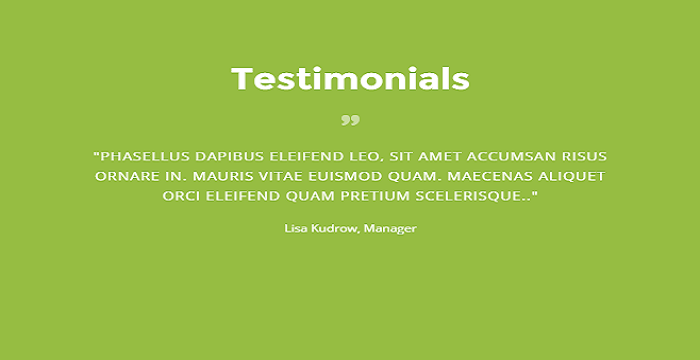 Testimonials
”
"PHASELLUS DAPIBUS ELEIFEND LEO, SIT AMET ACCUMSAN RISUS
ORNARE IN. MAURIS VITAE EUISMOD QUAM. MAECENAS ALIQUET
ORCI ELEIFEND QUAM PRETIUM SCELERISQUE.."
Lisa Kudrow, Manager